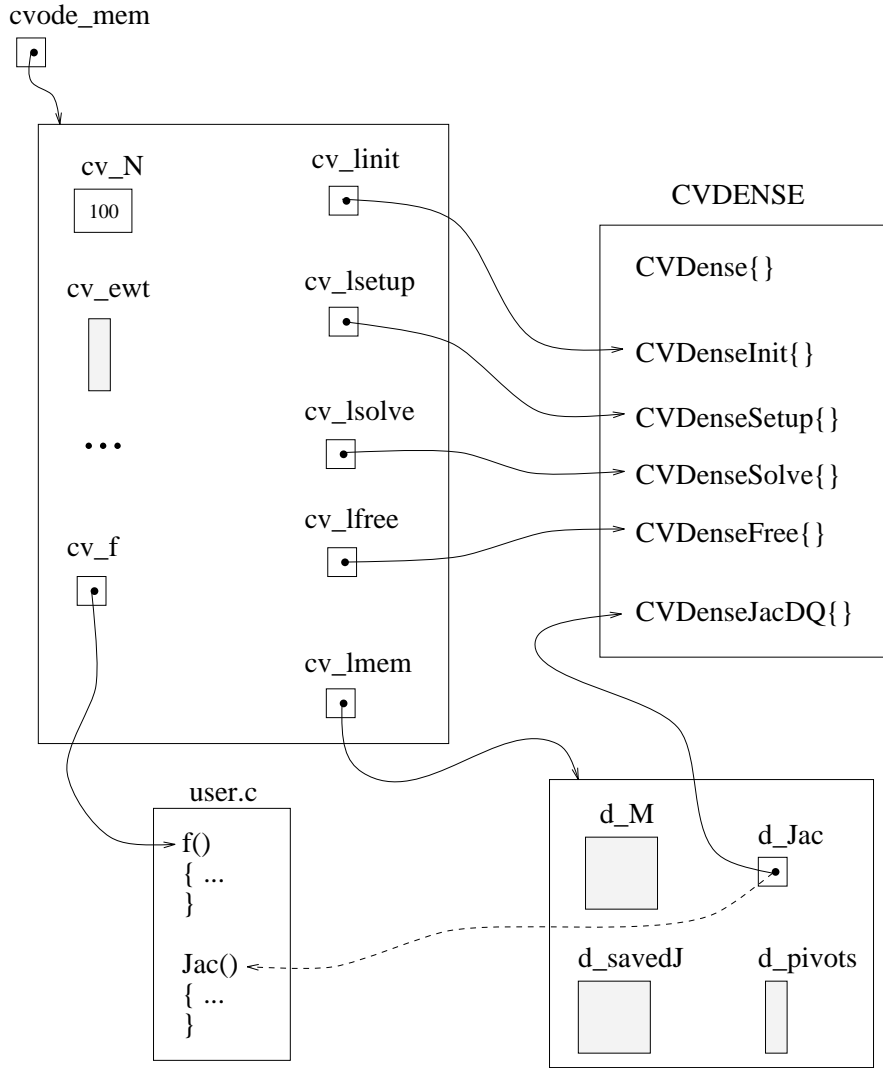 cvode_mem
cv_N
100
cv_ewt
...
cv_f
cv_linit
cv_lsetup
cv_lsolve
cv_lfree
cv_lmem
CVDENSE
CVDense{}
CVDenseInit{}
CVDenseSetup{}
CVDenseSolve{}
CVDenseFree{}
CVDenseJacDQ{}
user.c
f()
{ ...
}
Jac()
{ ...
}
d_M
d_Jac
d_savedJ
d_pivots